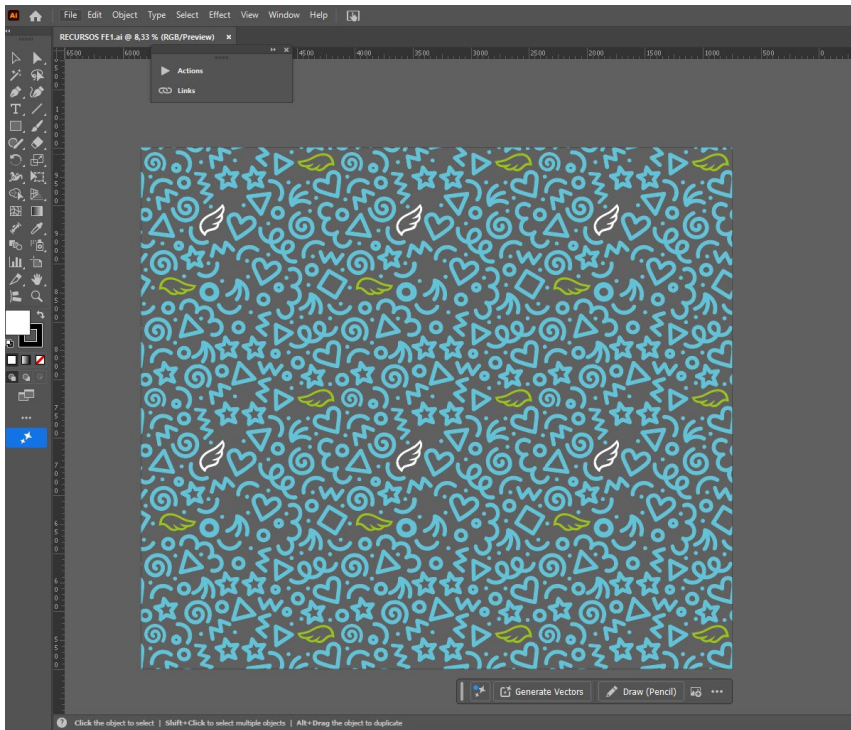 Ai File Edit Object Type Select Effect View Window Help
RECURSOS FE1.ai @ 8,33 % (RGB/Preview) ×
6500 6000 4500 4000 3500 3000 2500 2000 1500 1000 500 0
Actions
Links
Generate Vectors Draw (Pencil)
Click the object to select | Shift+Click to select multiple objects | Alt+Drag the object to duplicate